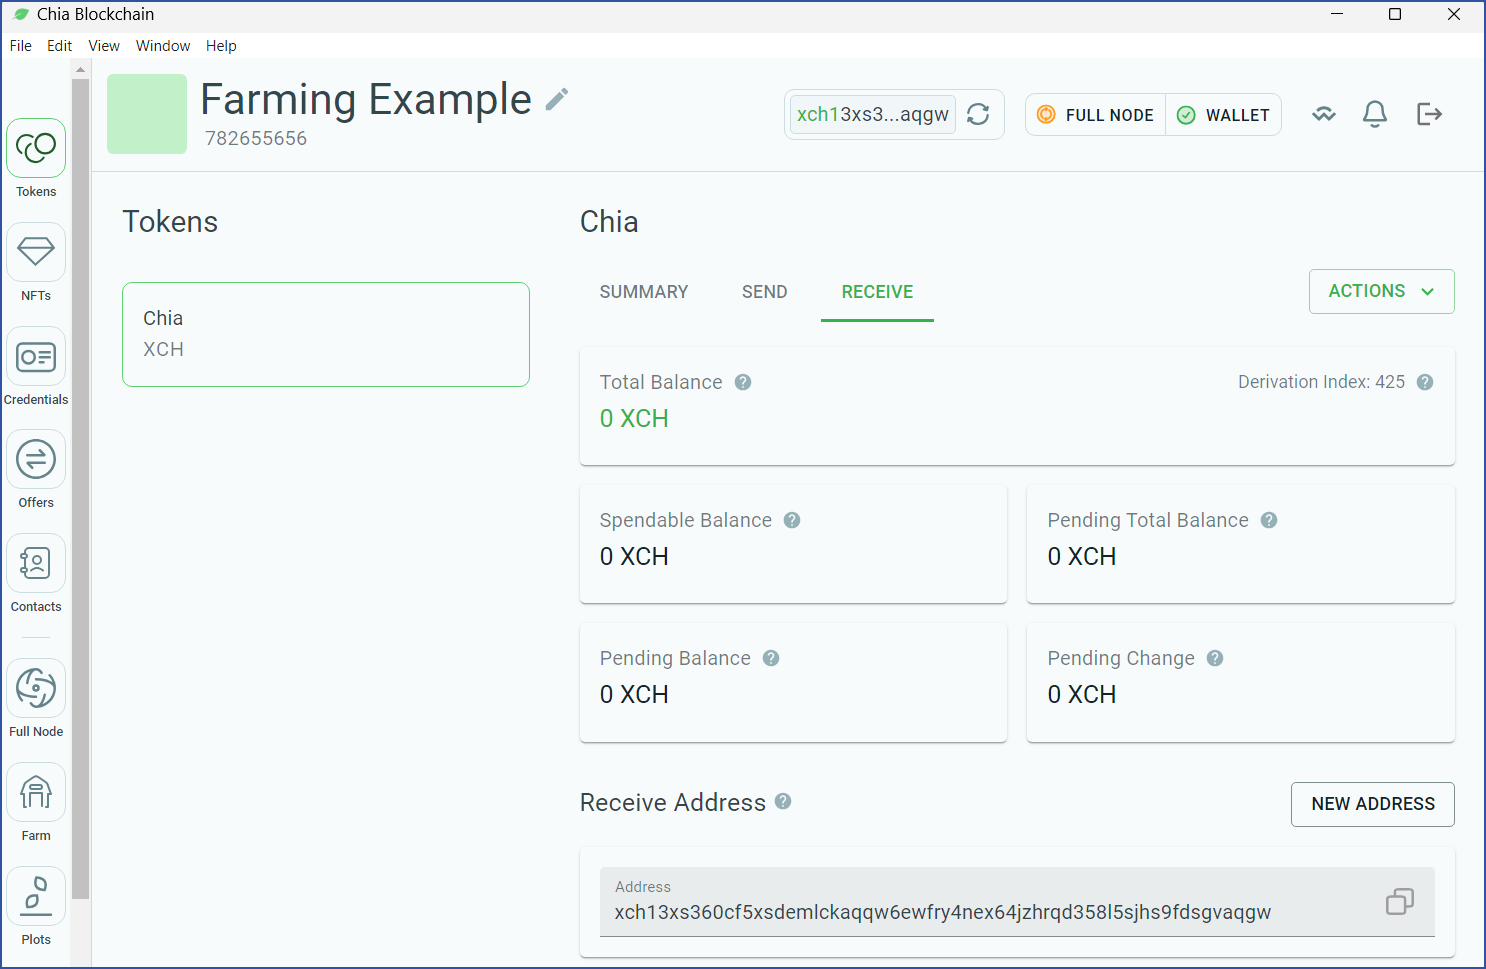 Chia Blockchain
File Edit View Window Help
Farming Example
782655656
xch13xs3...aqgw
FULL NODE
WALLET
Tokens
NFTs
Credentials
Offers
Contacts
Full Node
Farm
Plots
Tokens
Chia
XCH
Chia
SUMMARY SEND RECEIVE
ACTIONS
Total Balance ?
Derivation Index: 425 ?
0 XCH
Spendable Balance ?
0 XCH
Pending Total Balance ?
0 XCH
Pending Balance ?
0 XCH
Pending Change ?
0 XCH
Receive Address ?
NEW ADDRESS
Address
xch13xs360cf5xsdemlckaqqw6ewfry4nex64jzhrqd358l5sjhs9fdsgvaqgw